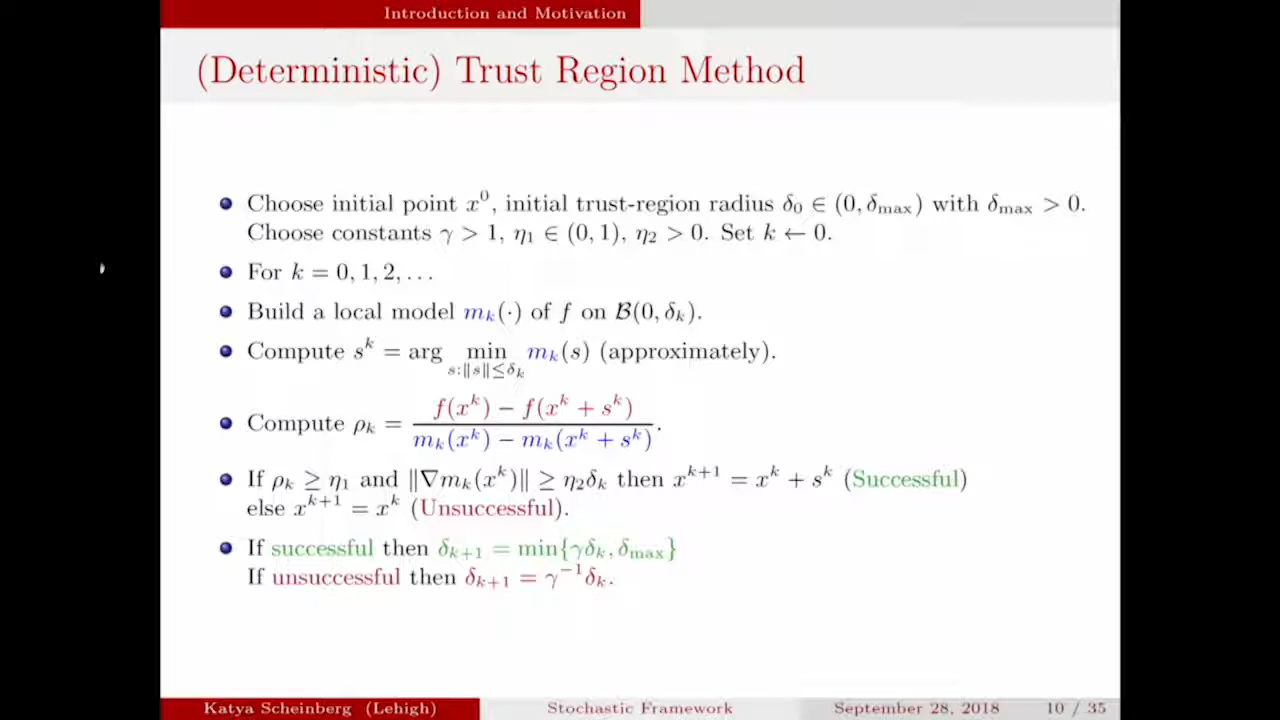 Introduction and Motivation
(Deterministic) Trust Region Method
Choose initial point x^0, initial trust-region radius δ_0 ∈ (0, δ_max) with δ_max > 0.
Choose constants γ > 1, η_1 ∈ (0, 1), η_2 > 0. Set k ← 0.
For k = 0, 1, 2, . . .
Build a local model m_k(·) of f on B(0, δ_k).
Compute s^k = arg min_{s:‖s‖≤δ_k} m_k(s) (approximately).
Compute ρ_k = \frac{f(x^k) − f(x^k + s^k)}{m_k(x^k) − m_k(x^k + s^k)}.
If ρ_k ≥ η_1 and ‖∇m_k(x^k)‖ ≥ η_2δ_k then x^{k+1} = x^k + s^k (Successful)
else x^{k+1} = x^k (Unsuccessful).
If successful then δ_{k+1} = min{γδ_k, δ_max}
If unsuccessful then δ_{k+1} = γ^{−1}δ_k.
Katya Scheinberg (Lehigh) Stochastic Framework September 28, 2018 10 / 35